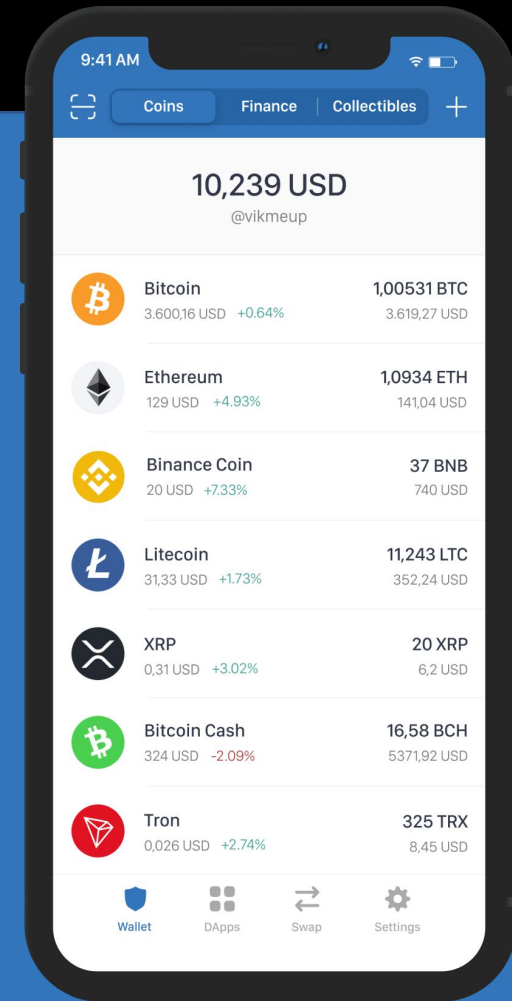 9:41 AM
Coins Finance Collectibles
10,239 USD
@vikmeup
Bitcoin 1,00531 BTC
3.600,16 USD +0.64% 3.619,27 USD
Ethereum 1,0934 ETH
129 USD +4.93% 141,04 USD
Binance Coin 37 BNB
20 USD +7.33% 740 USD
Litecoin 11,243 LTC
31,33 USD +1.73% 352,24 USD
XRP 20 XRP
0,31 USD +3.02% 6,2 USD
Bitcoin Cash 16,58 BCH
324 USD -2.09% 5371,92 USD
Tron 325 TRX
0,026 USD +2.74% 8,45 USD
Wallet DApps Swap Settings